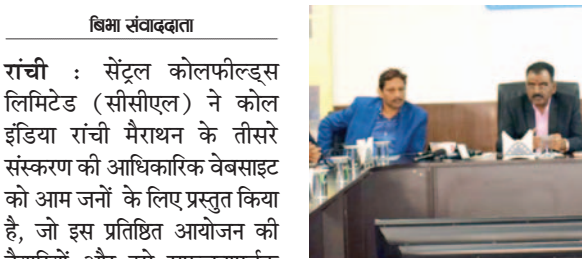 बिभा संवाददाता
रांची : सेंट्रल कोलफील्ड्स
लिमिटेड (सीसीएल) ने कोल
इंडिया रांची मैराथन के तीसरे
संस्करण की आधिकारिक वेबसाइट
को आम जनों के लिए प्रस्तुत किया
है, जो इस प्रतिष्ठित आयोजन की